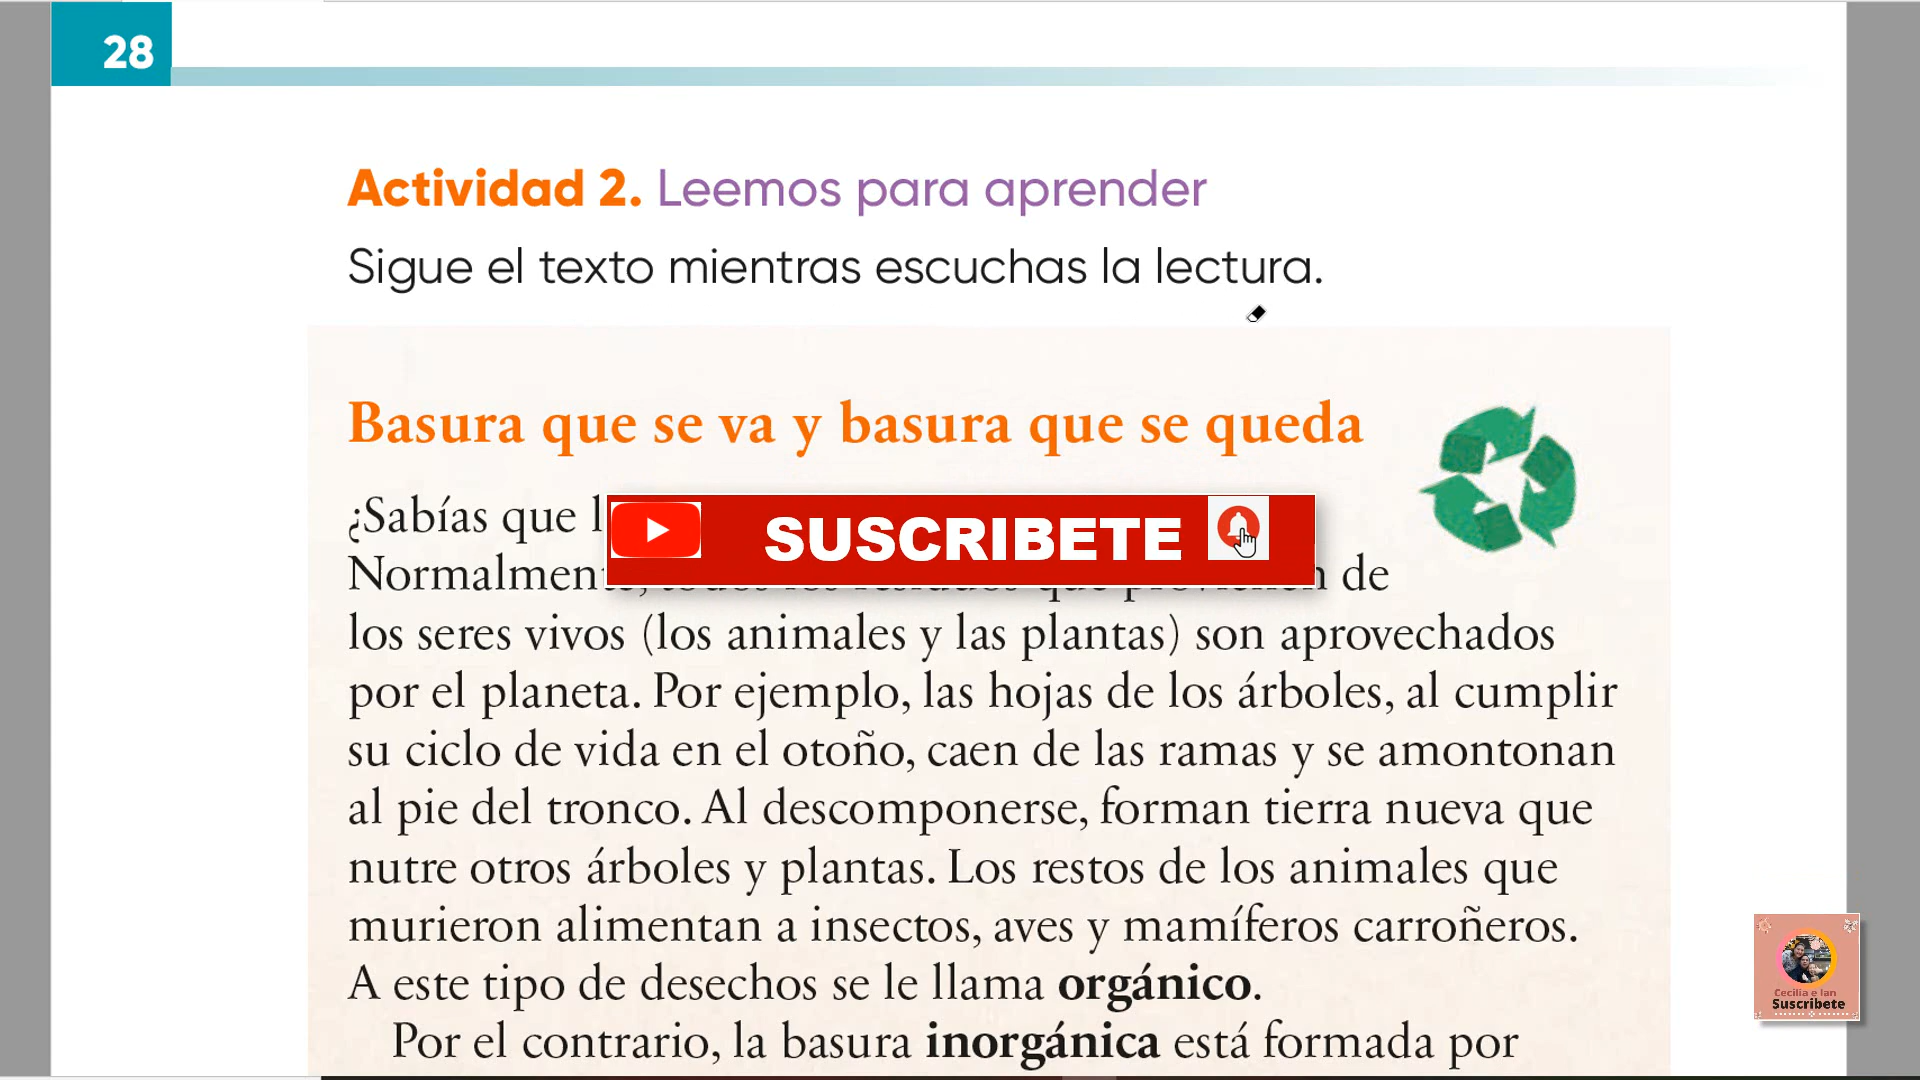 28
Actividad 2. Leemos para aprender
Sigue el texto mientras escuchas la lectura.
Basura que se va y basura que se queda
¿Sabías que
SUSCRIBETE
de
los seres vivos (los animales y las plantas) son aprovechados
por el planeta. Por ejemplo, las hojas de los árboles, al cumplir
su ciclo de vida en el otoño, caen de las ramas y se amontonan
al pie del tronco. Al descomponerse, forman tierra nueva que
nutre otros árboles y plantas. Los restos de los animales que
murieron alimentan a insectos, aves y mamíferos carroñeros.
A este tipo de desechos se le llama orgánico.
Por el contrario, la basura inorgánica está formada por
Cecilia e Ian
Suscribete